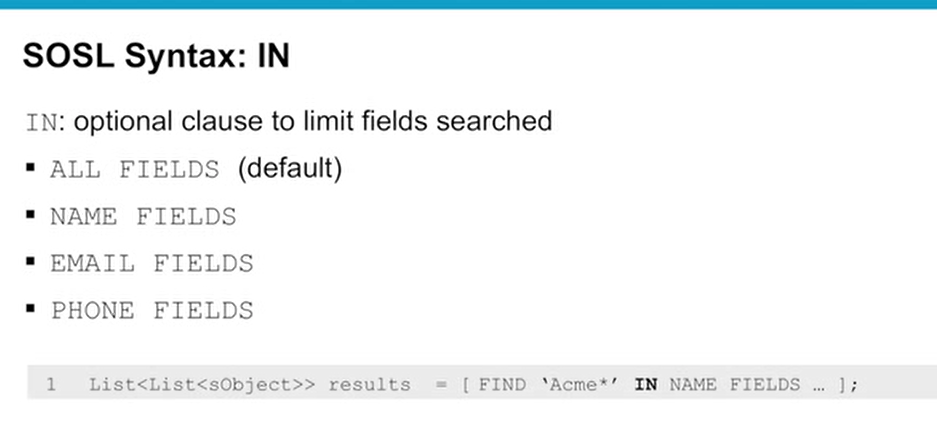 SOSL Syntax: IN
IN: optional clause to limit fields searched
▪ ALL FIELDS (default)
▪ NAME FIELDS
▪ EMAIL FIELDS
▪ PHONE FIELDS
1 List<List<sObject>> results = [ FIND ‘Acme*’ IN NAME FIELDS … ];